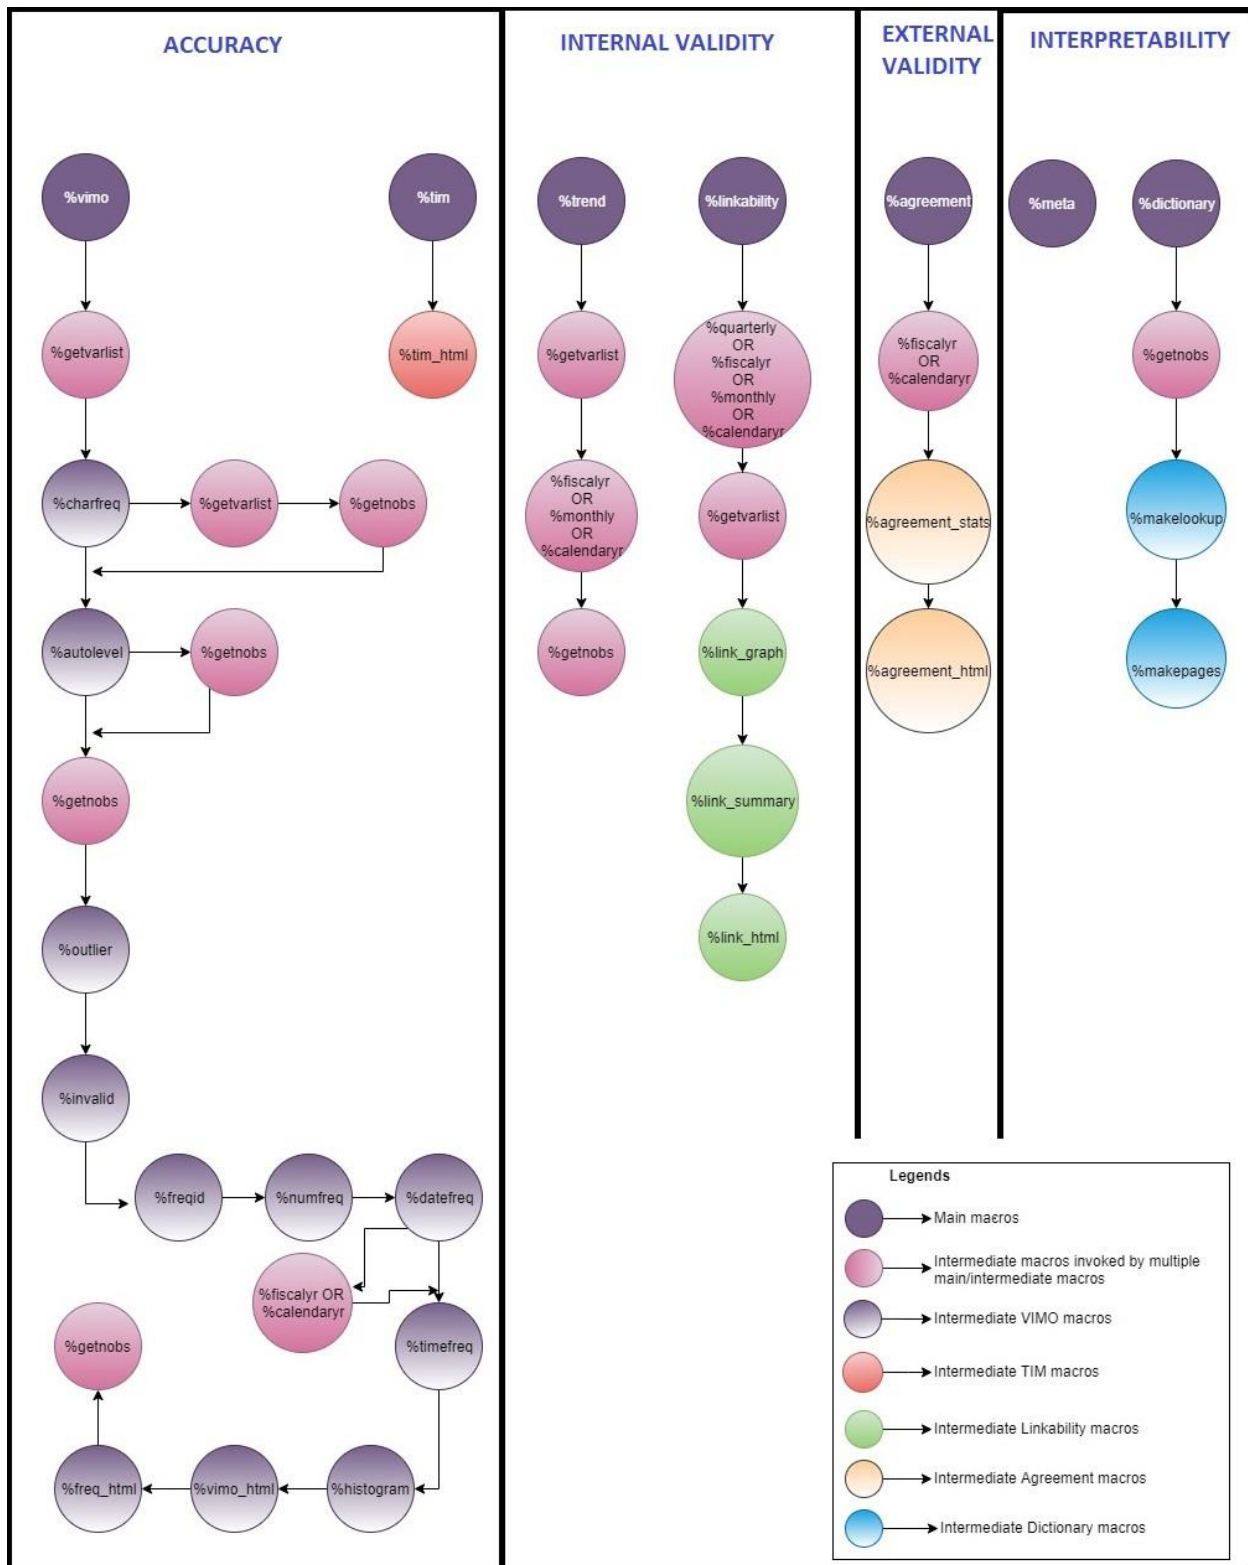 ACCURACY
INTERNAL VALIDITY
EXTERNAL
VALIDITY
INTERPRETABILITY
%vimo
%tim
%trend
%linkability
%agreement
%meta
%dictionary
%getvarlist
%tim_html
%getvarlist
%quarterly
OR
%fiscalyr
OR
%monthly
OR
%calendaryr
%fiscalyr
OR
%calendaryr
%getnobs
%charfreq
%getvarlist
%getnobs
%fiscalyr
OR
%monthly
OR
%calendaryr
%getvarlist
%agreement_stats
%makelookup
%autolevel
%getnobs
%getnobs
%link_graph
%agreement_html
%makepages
%getnobs
%link_summary
%outlier
%link_html
%invalid
%freqid
%numfreq
%datefreq
%fiscalyr OR
%calendaryr
%getnobs
%timefreq
%freq_html
%vimo_html
%histogram
Legends
Main macros
Intermediate macros invoked by multiple
main/intermediate macros
Intermediate VIMO macros
Intermediate TIM macros
Intermediate Linkability macros
Intermediate Agreement macros
Intermediate Dictionary macros